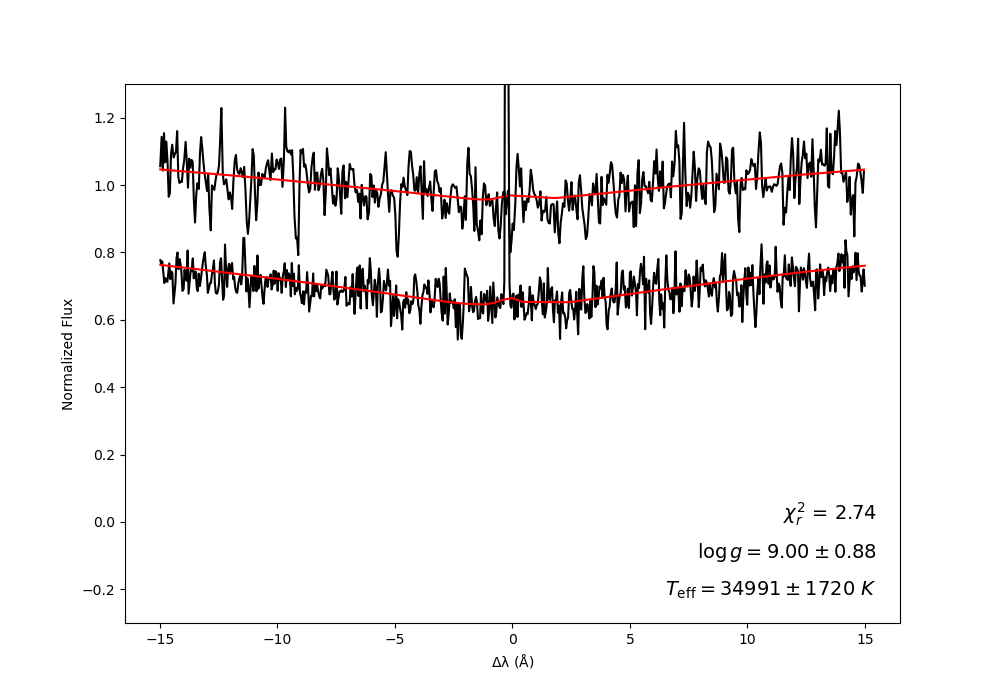 1.2
1.0
0.8
0.6
0.4
0.2
0.0
−0.2
Normalized Flux
χ²ᵣ = 2.74
log g = 9.00 ± 0.88
T_eff = 34991 ± 1720 K
−15 −10 −5 0 5 10 15
Δλ (Å)